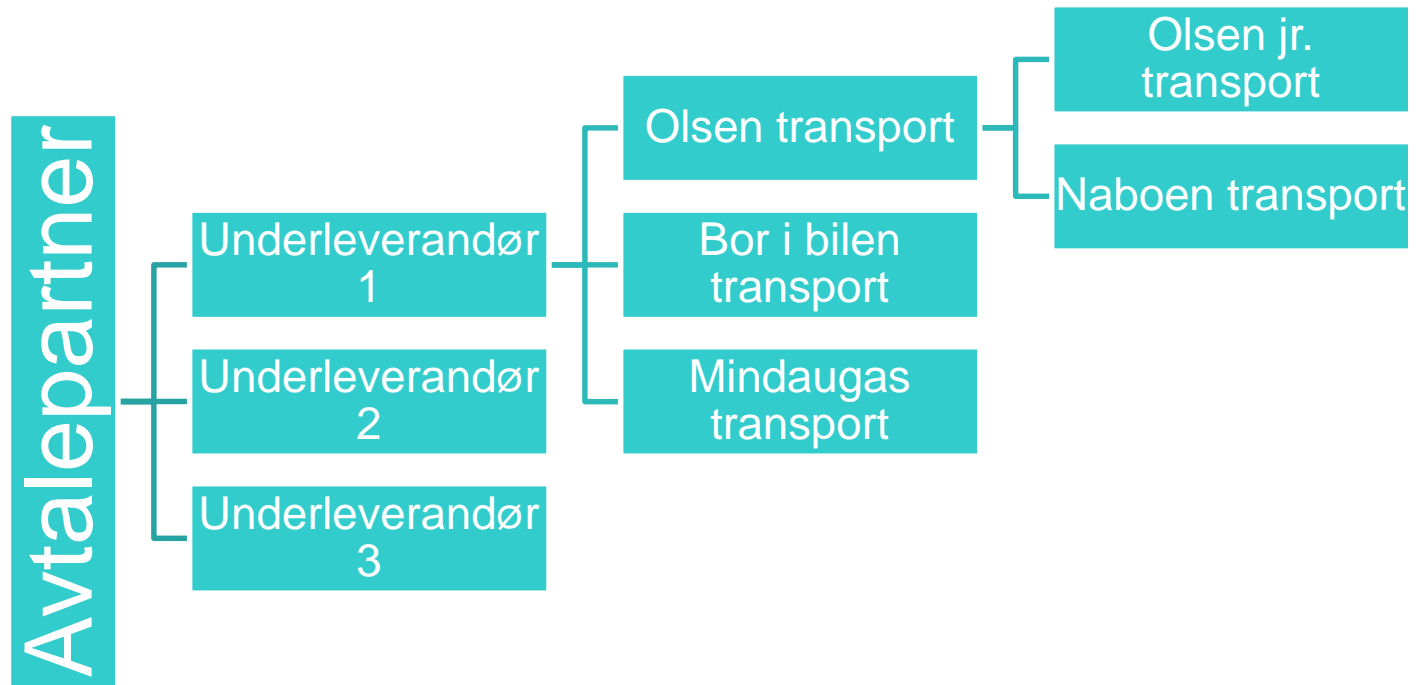 Avtalepartner
Underleverandør
1
Underleverandør
2
Underleverandør
3
Olsen transport
Bor i bilen
transport
Mindaugas
transport
Olsen jr.
transport
Naboen transport